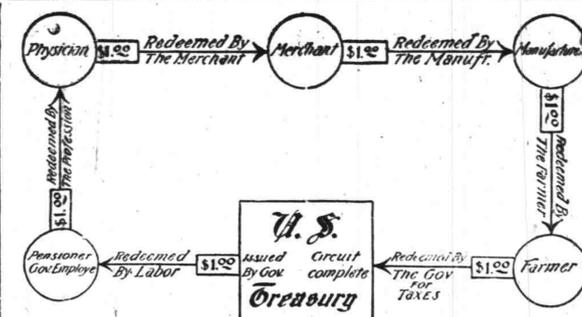 Physician
$1.00
Redeemed By
The Merchant
Merchant
$1.00
Redeemed By
The Manufr.
Manufacture
$1.00
Redeemed By
The Farmer
Farmer
$1.00
Redeemed By
The Gov
FOR
TAXES
U. S.
Issued Circuit
By Gov. complete
Treasury
$1.00
Redeemed
By Labor
Pensioner
Gov. Employe
$1.00
Redeemed By
The Profession